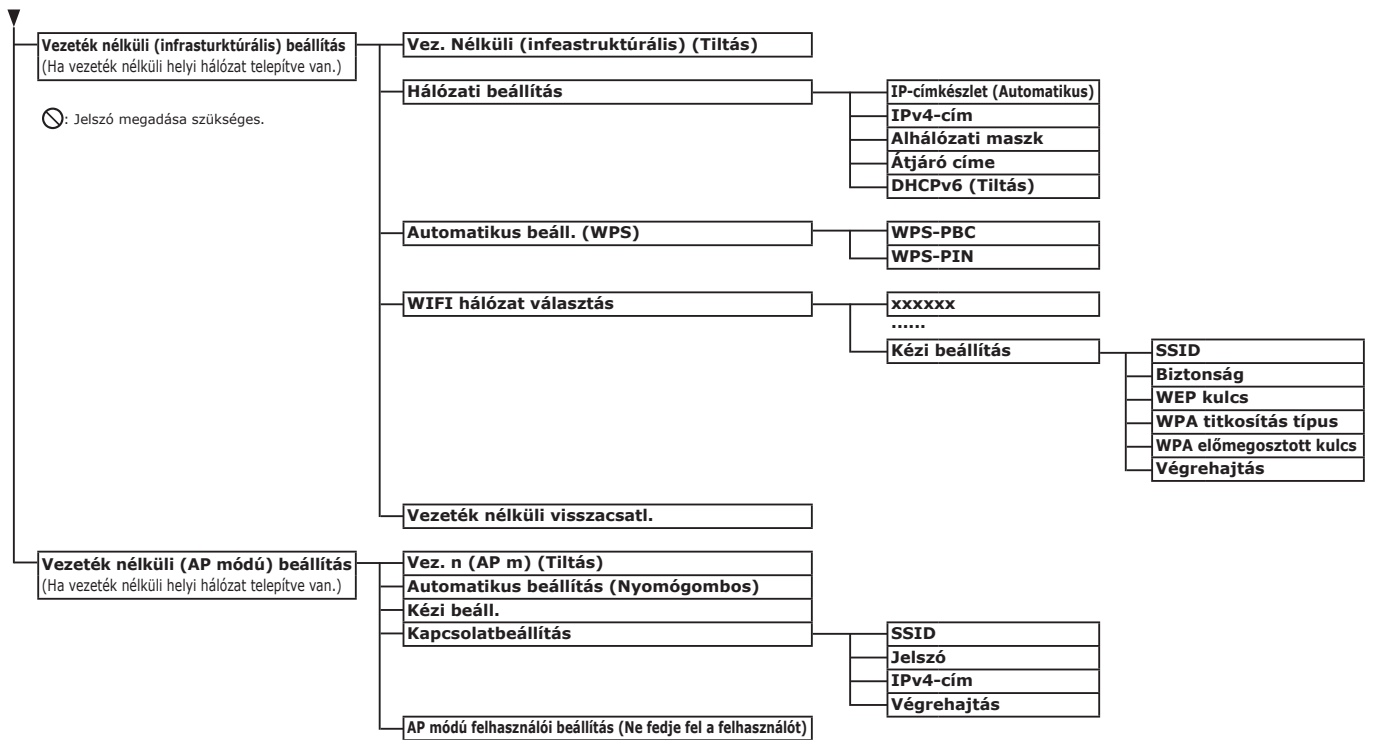 Vezeték nélküli (infrasturktúrális) beállítás
(Ha vezeték nélküli helyi hálózat telepítve van.)
: Jelszó megadása szükséges.
Vez. Nélküli (infeastruktúrális) (Tiltás)
Hálózati beállítás
IP-címkészlet (Automatikus)
IPv4-cím
Alhálózati maszk
Átjáró címe
DHCPv6 (Tiltás)
Automatikus beáll. (WPS)
WPS-PBC
WPS-PIN
WIFI hálózat választás
xxxxxx
......
Kézi beállítás
SSID
Biztonság
WEP kulcs
WPA titkosítás típus
WPA előmegosztott kulcs
Végrehajtás
Vezeték nélküli visszacsatl.
Vezeték nélküli (AP módú) beállítás
(Ha vezeték nélküli helyi hálózat telepítve van.)
Vez. n (AP m) (Tiltás)
Automatikus beállítás (Nyomógombos)
Kézi beáll.
Kapcsolatbeállítás
SSID
Jelszó
IPv4-cím
Végrehajtás
AP módú felhasználói beállítás (Ne fedje fel a felhasználót)